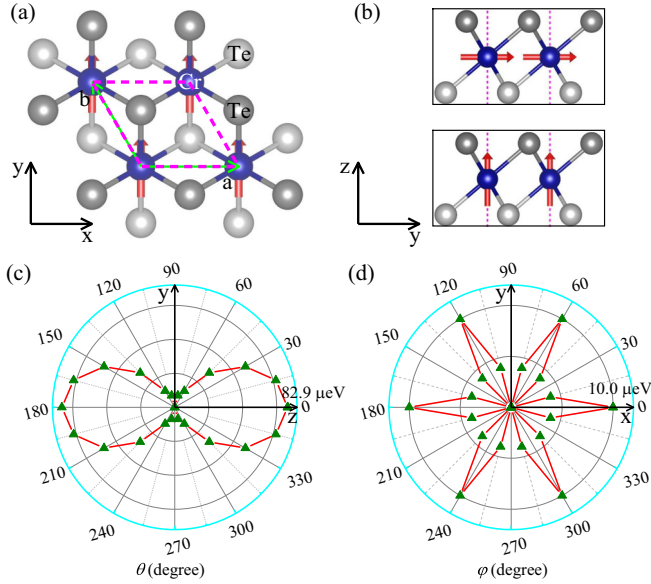 (a)
(b)
Te
Cr
b
Te
a
y
x
z
y
(c)
90
120
60
y
150
30
82.9 μeV
180
0
z
210
330
240
300
270
θ (degree)
(d)
90
120
60
y
150
30
10.0 μeV
180
0
x
210
330
240
300
270
φ (degree)